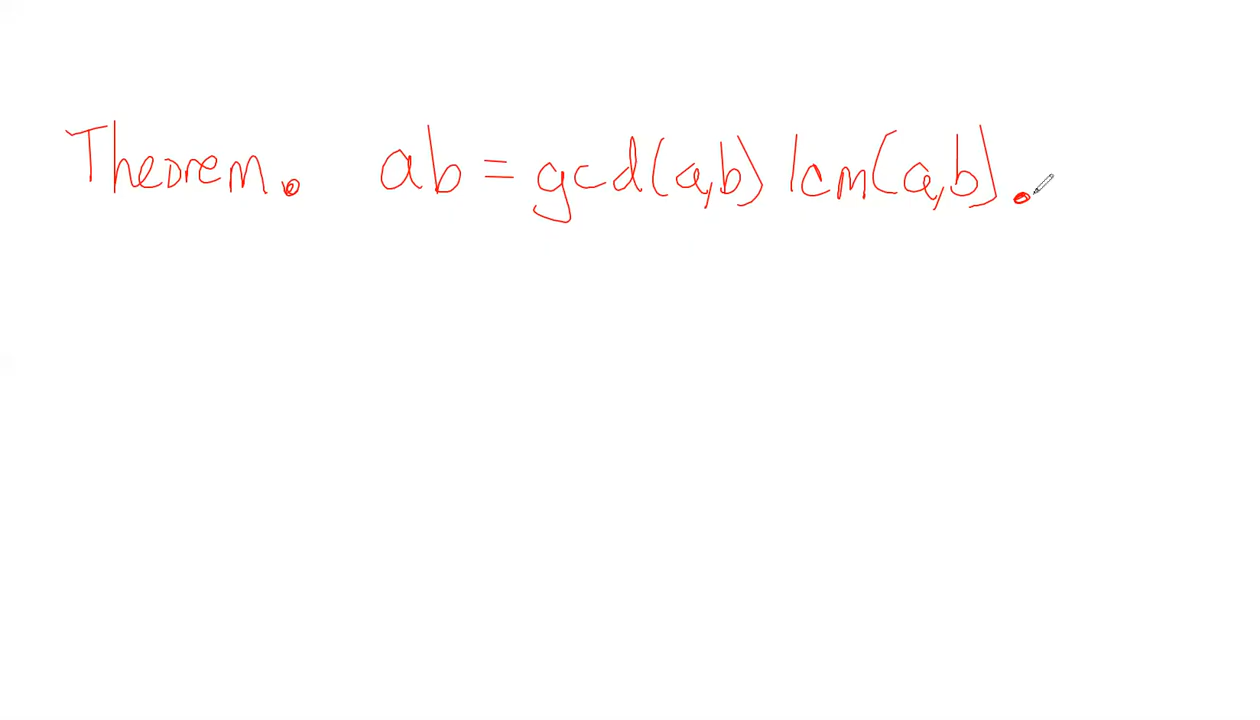 Theorem. ab = gcd(a,b) lcm(a,b).